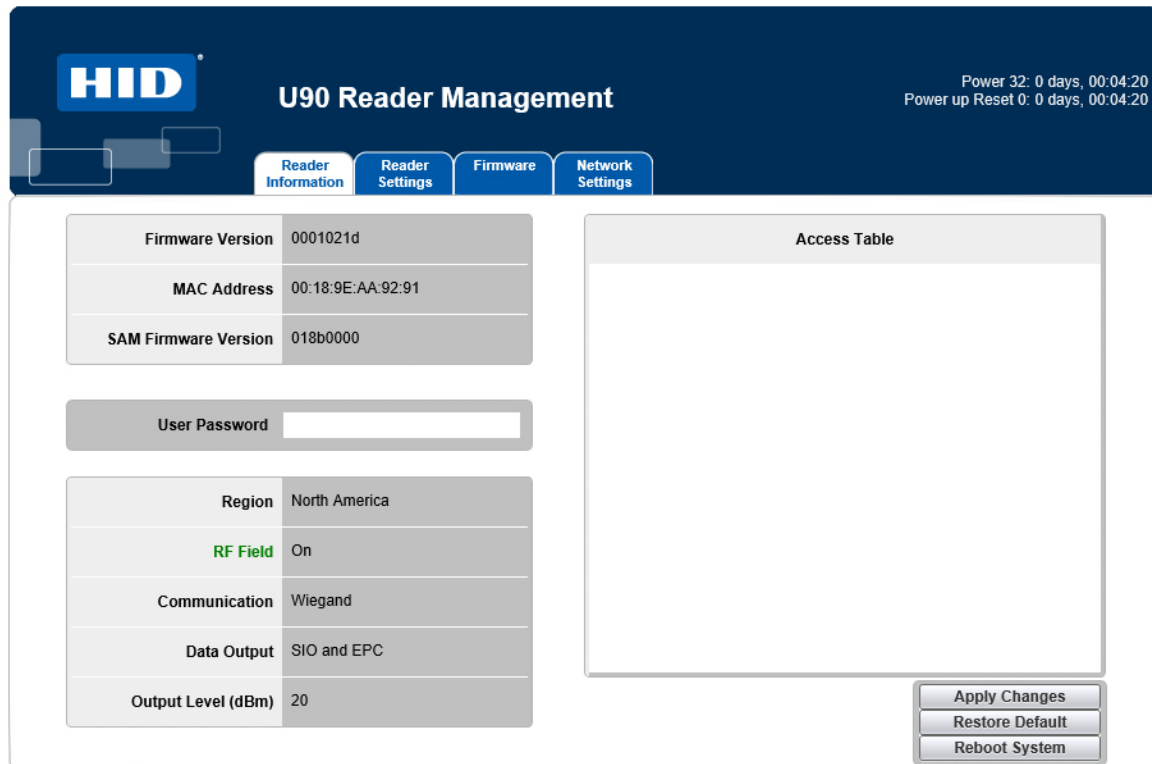 HID
U90 Reader Management
Power 32: 0 days, 00:04:20
Power up Reset 0: 0 days, 00:04:20
Reader Information
Reader Settings
Firmware
Network Settings
Firmware Version 0001021d
MAC Address 00:18:9E:AA:92:91
SAM Firmware Version 018b0000
User Password
Region North America
RF Field On
Communication Wiegand
Data Output SIO and EPC
Output Level (dBm) 20
Access Table
Apply Changes
Restore Default
Reboot System